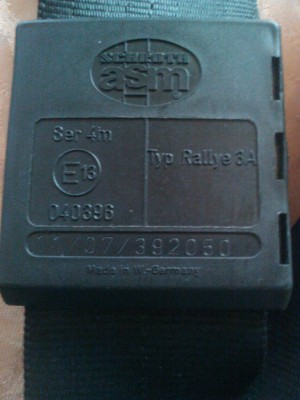 SCHROTH
asm
Ser 4m
Typ Rallye 3A
E13
040396
11/07/392050
Made in W.-Germany